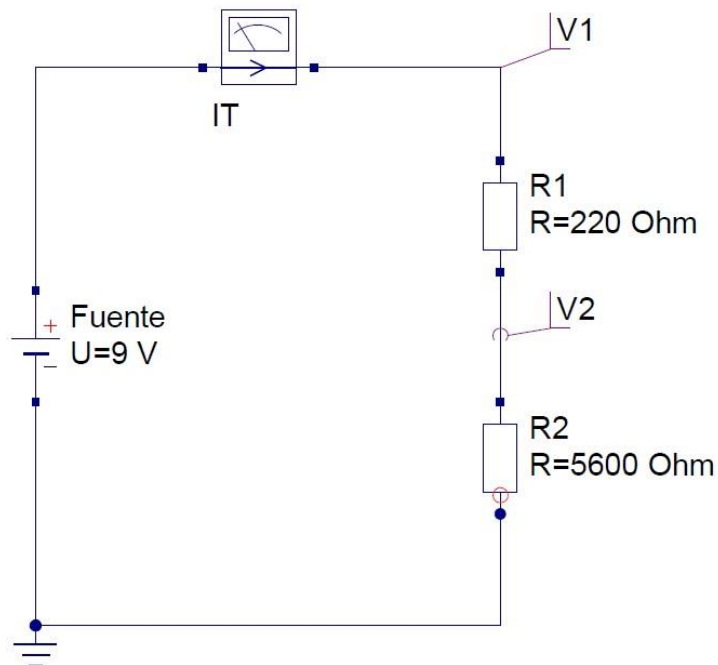 V1
IT
R1
R=220 Ohm
V2
Fuente
U=9 V
R2
R=5600 Ohm